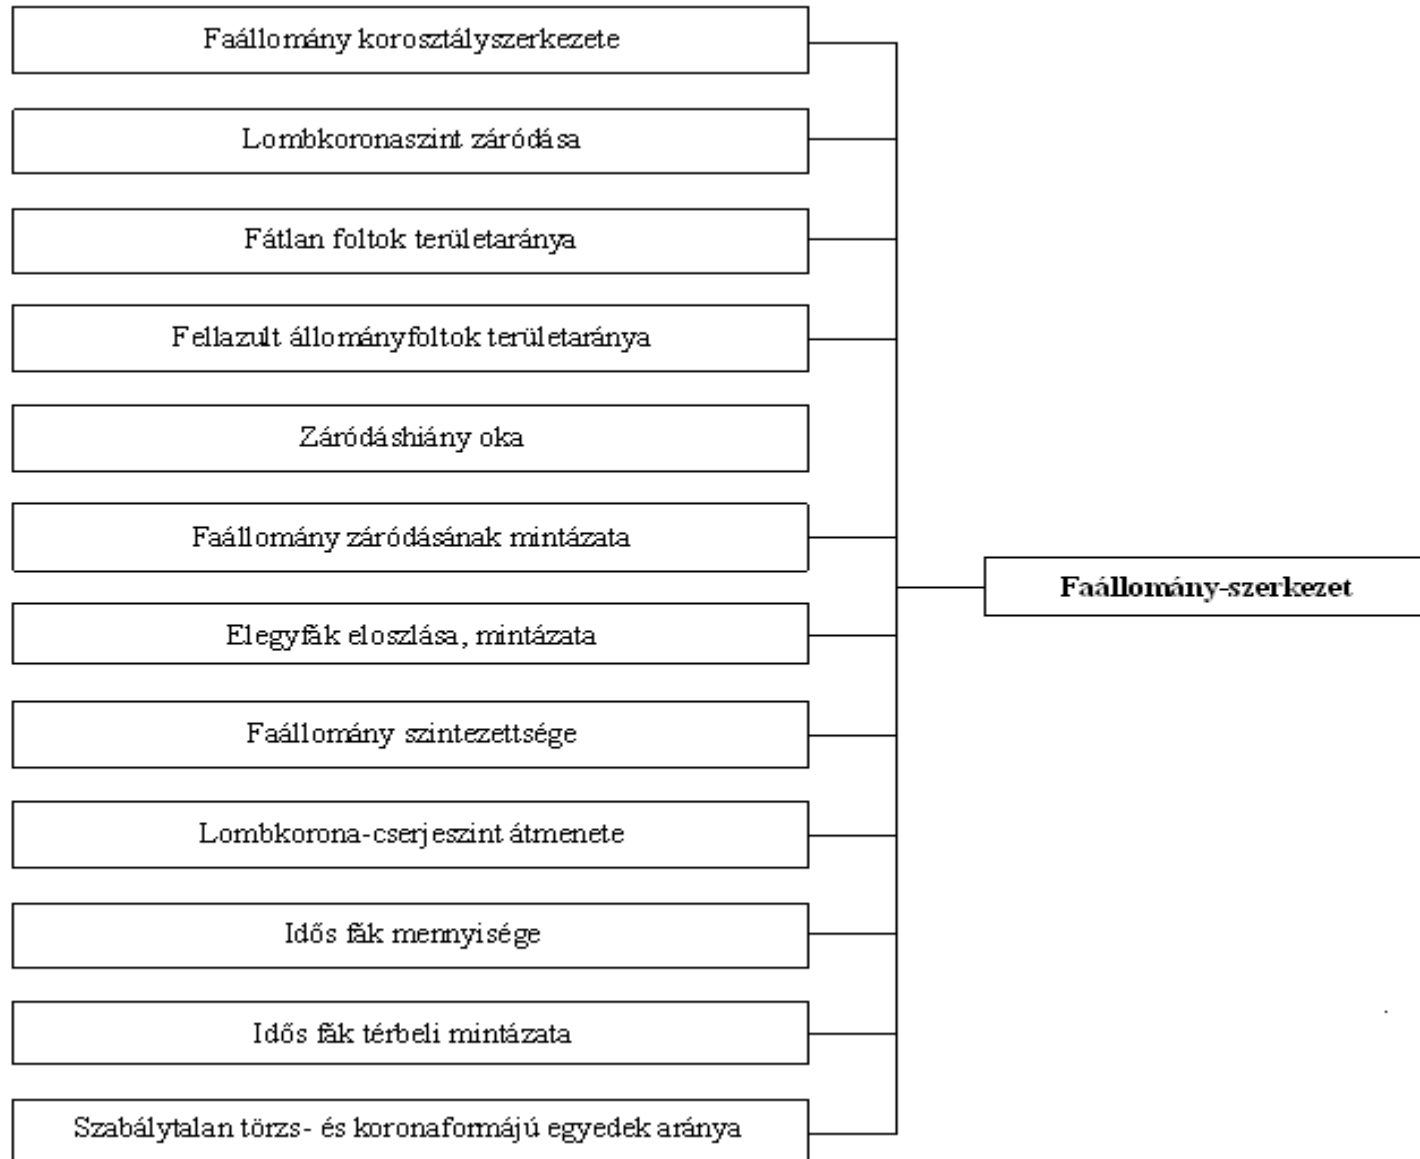 Faállomány korosztályszerkezete
Lombkoronaszint záródása
Fátlan foltok területaránya
Fellazult állományfoltok területaránya
Záródáshiány oka
Faállomány záródásának mintázata
Elegyfák eloszlása, mintázata
Faállomány-szerkezet
Faállomány szintezettsége
Lombkorona-cserjeszint átmenete
Idős fák mennyisége
Idős fák térbeli mintázata
Szabálytalan törzs- és koronaformájú egyedek aránya